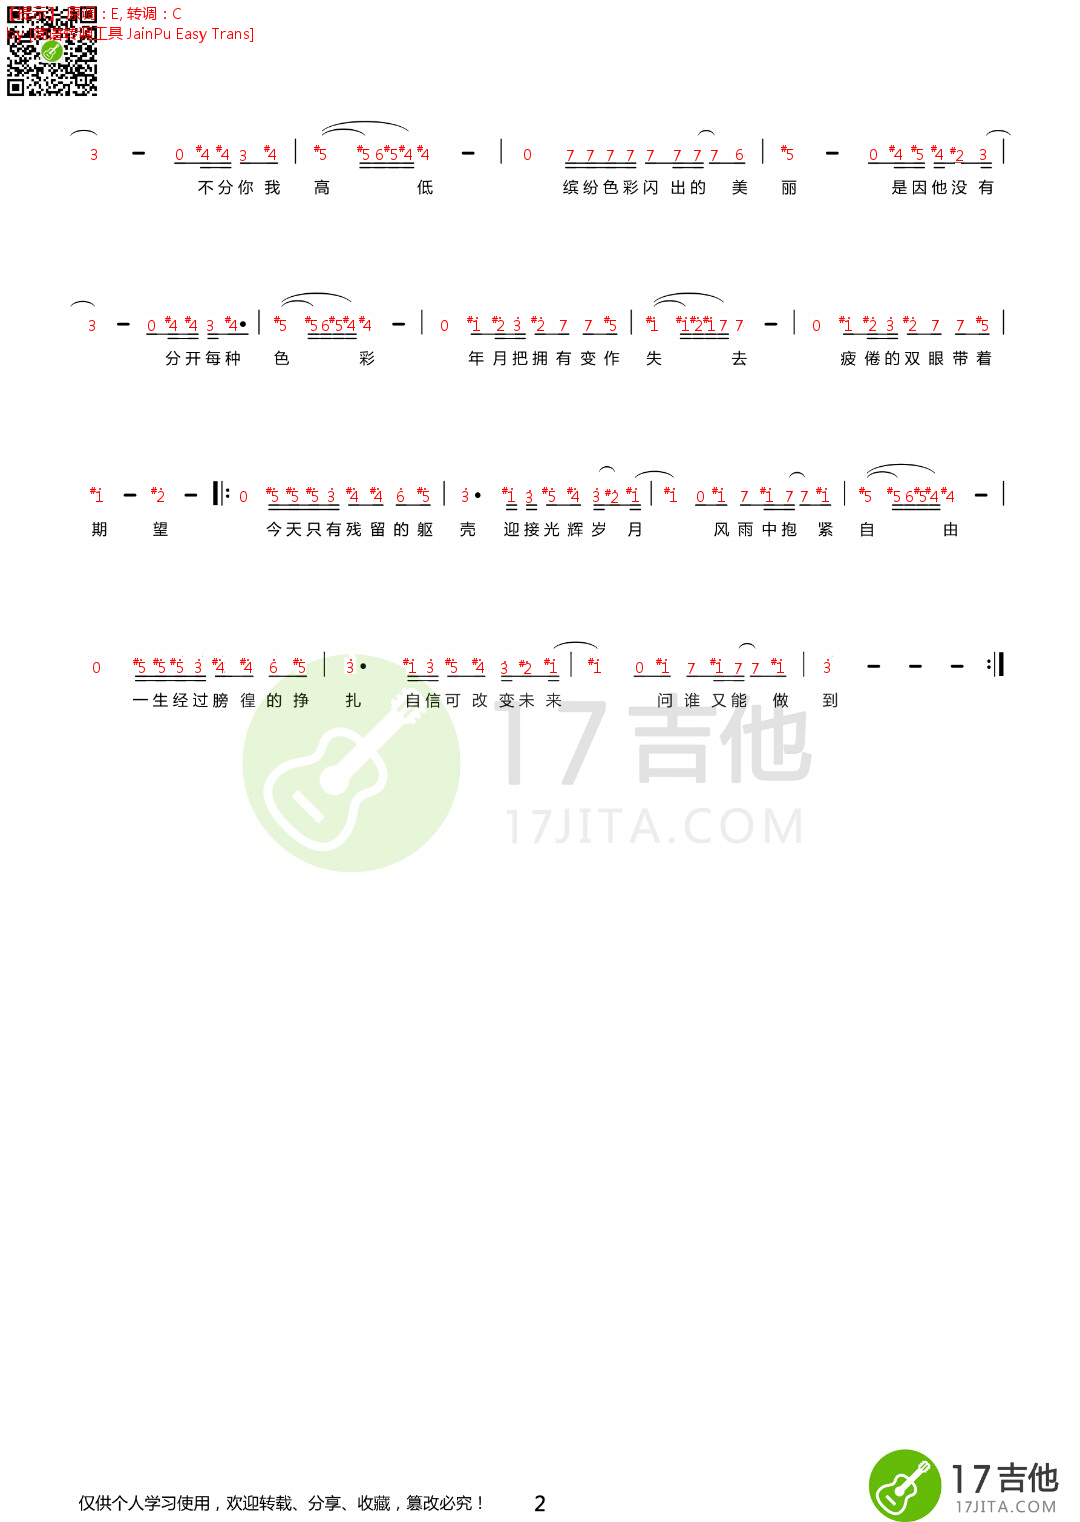 原调：E, 转调：C
by [简谱转调工具 JainPu Easy Trans]
3 - 0 #4 #4 3 #4 | #5 #5 6 #5 #4 #4 - | 0 7 7 7 7 7 7 7 7 6 | #5 - 0 #4 #5 #4 #2 3 |
不分你我 高 低 缤纷色彩闪出的 美 丽 是因他没有
3 - 0 #4 #4 3 #4• | #5 #5 6 #5 #4 #4 - | 0 #1 #2 3 #2 7 7 #5 | #1 #1 #2 #1 7 7 - | 0 #1 #2 3 #2 7 7 #5 |
分开每种 色 彩 年月把拥有变作 失 去 疲倦的双眼带着
#1 - #2 - |: 0 #5 #5 #5 3 #4 #4 6 #5 | 3• #1 3 #5 #4 3 #2 #1 | #1 0 #1 7 #1 7 7 #1 | #5 #5 6 #5 #4 #4 - |
期 望 今天只有残留的躯 壳 迎接光辉岁 月 风雨中抱 紧 自 由
0 #5 #5 #5 3 #4 #4 6 #5 | 3• #1 3 #5 #4 3 #2 #1 | #1 0 #1 7 #1 7 7 #1 | 3 - - - :|
一生经过膀徨的挣 扎 自信可改变未来 问谁又能 做 到
17吉他
17JITA.COM
仅供个人学习使用，欢迎转载、分享、收藏，篡改必究！ 2
17吉他
17JITA.COM